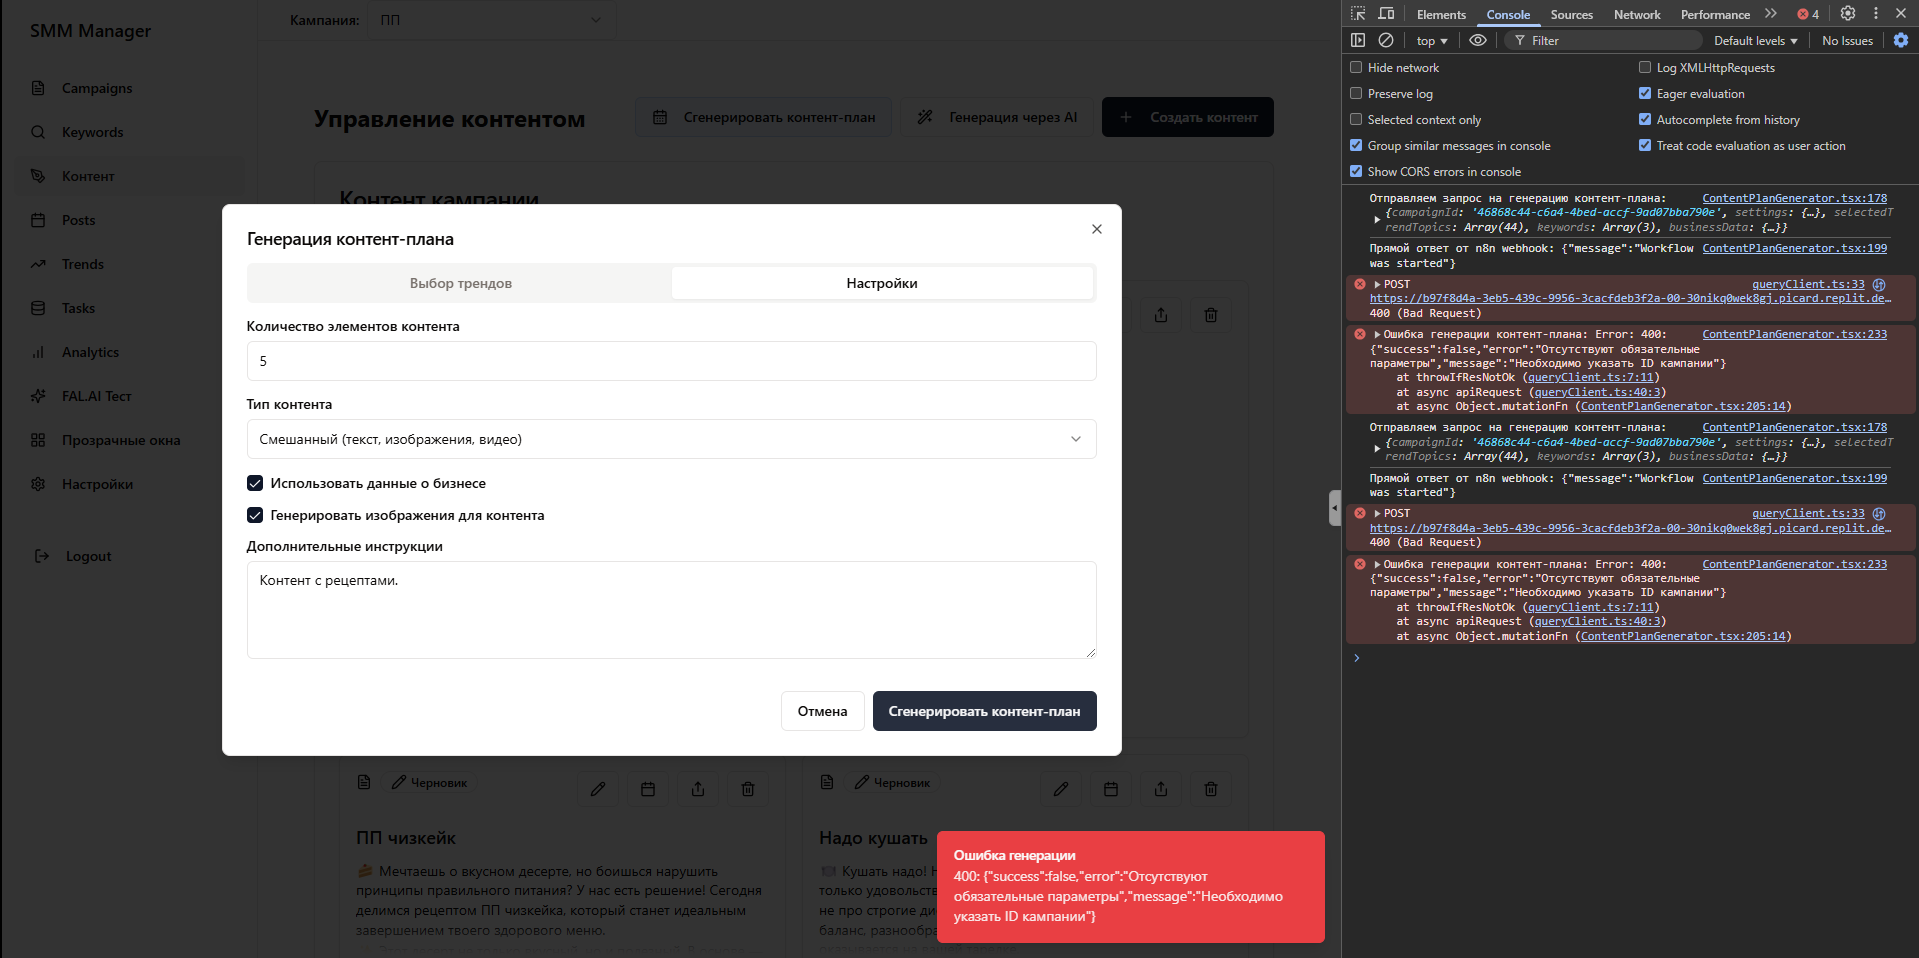 SMM Manager
Campaigns
Keywords
Контент
Posts
Trends
Tasks
Analytics
FAL.AI Тест
Прозрачные окна
Настройки
Logout
Кампания:
ПП
Управление контентом
Сгенерировать контент-план
Генерация через AI
Создать контент
Контент кампании
Генерация контент-плана
Выбор трендов
Настройки
Количество элементов контента
5
Тип контента
Смешанный (текст, изображения, видео)
Использовать данные о бизнесе
Генерировать изображения для контента
Дополнительные инструкции
Контент с рецептами.
Отмена
Сгенерировать контент-план
Черновик
ПП чизкейк
🍰 Мечтаешь о вкусном десерте, но боишься нарушить
принципы правильного питания? У нас есть решение! Сегодня
делимся рецептом ПП чизкейка, который станет идеальным
завершением твоего здорового меню.
Черновик
Надо кушать
🍽️ Кушать надо!
только удовольств
не про строгие ди
баланс, разнообра
Ошибка генерации
400: {"success":false,"error":"Отсутствуют
обязательные параметры","message":"Необходимо
указать ID кампании"}
Elements
Console
Sources
Network
Performance
4
top
Filter
Default levels
No Issues
Hide network
Log XMLHttpRequests
Preserve log
Eager evaluation
Selected context only
Autocomplete from history
Group similar messages in console
Treat code evaluation as user action
Show CORS errors in console
Отправляем запрос на генерацию контент-плана: ContentPlanGenerator.tsx:178
{campaignId: '46868c44-c6a4-4bed-accf-9ad07bba790e', settings: {…}, selectedT
rendTopics: Array(44), keywords: Array(3), businessData: {…}}
Прямой ответ от n8n webhook: {"message":"Workflow ContentPlanGenerator.tsx:199
was started"}
POST queryClient.ts:33
https://b97f8d4a-3eb5-439c-9956-3cacfdeb3f2a-00-30nikq0wek8gj.picard.replit.de…
400 (Bad Request)
Ошибка генерации контент-плана: Error: 400: ContentPlanGenerator.tsx:233
{"success":false,"error":"Отсутствуют обязательные
параметры","message":"Необходимо указать ID кампании"}
at throwIfResNotOk (queryClient.ts:7:11)
at async apiRequest (queryClient.ts:40:3)
at async Object.mutationFn (ContentPlanGenerator.tsx:205:14)
Отправляем запрос на генерацию контент-плана: ContentPlanGenerator.tsx:178
{campaignId: '46868c44-c6a4-4bed-accf-9ad07bba790e', settings: {…}, selectedT
rendTopics: Array(44), keywords: Array(3), businessData: {…}}
Прямой ответ от n8n webhook: {"message":"Workflow ContentPlanGenerator.tsx:199
was started"}
POST queryClient.ts:33
https://b97f8d4a-3eb5-439c-9956-3cacfdeb3f2a-00-30nikq0wek8gj.picard.replit.de…
400 (Bad Request)
Ошибка генерации контент-плана: Error: 400: ContentPlanGenerator.tsx:233
{"success":false,"error":"Отсутствуют обязательные
параметры","message":"Необходимо указать ID кампании"}
at throwIfResNotOk (queryClient.ts:7:11)
at async apiRequest (queryClient.ts:40:3)
at async Object.mutationFn (ContentPlanGenerator.tsx:205:14)